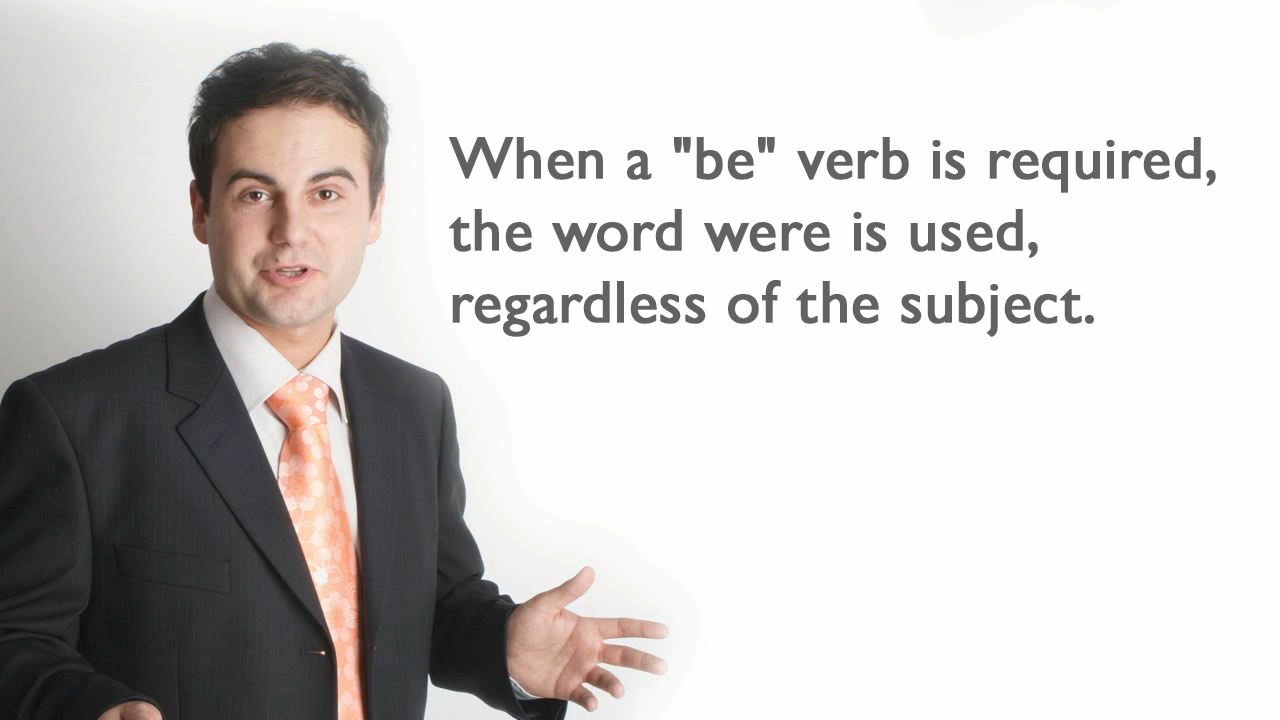 When a "be" verb is required,
the word were is used,
regardless of the subject.